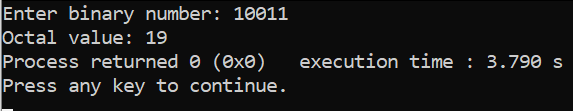 Enter binary number: 10011
Octal value: 19
Process returned 0 (0x0)   execution time : 3.790 s
Press any key to continue.